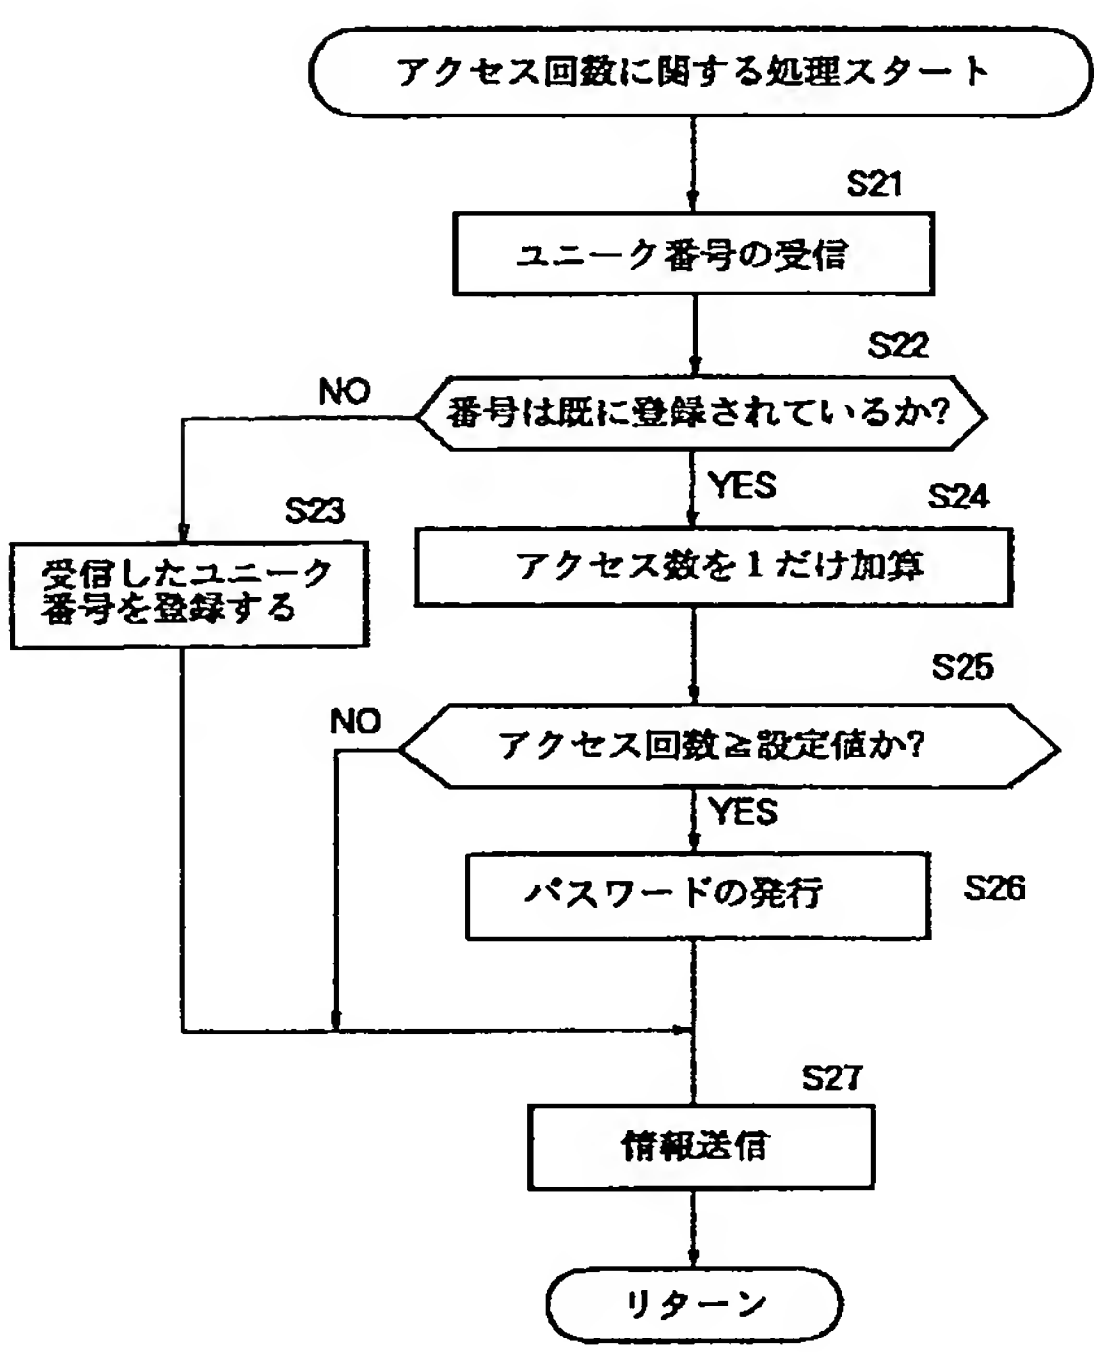 アクセス回数に関する処理スタート
S21
ユニーク番号の受信
S22
NO
番号は既に登録されているか?
YES
S24
S23
アクセス数を1だけ加算
受信したユニーク
番号を登録する
S25
NO
アクセス回数≧設定値か?
YES
パスワードの発行
S26
S27
情報送信
リターン